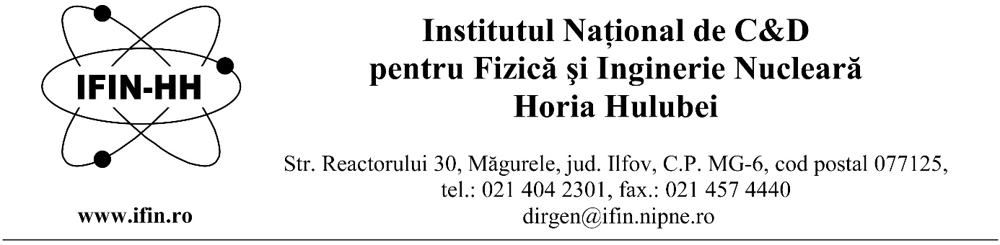 IFIN-HH
www.ifin.ro
Institutul Național de C&D
pentru Fizică şi Inginerie Nucleară
Horia Hulubei
Str. Reactorului 30, Măgurele, jud. Ilfov, C.P. MG-6, cod postal 077125,
tel.: 021 404 2301, fax.: 021 457 4440
dirgen@ifin.nipne.ro